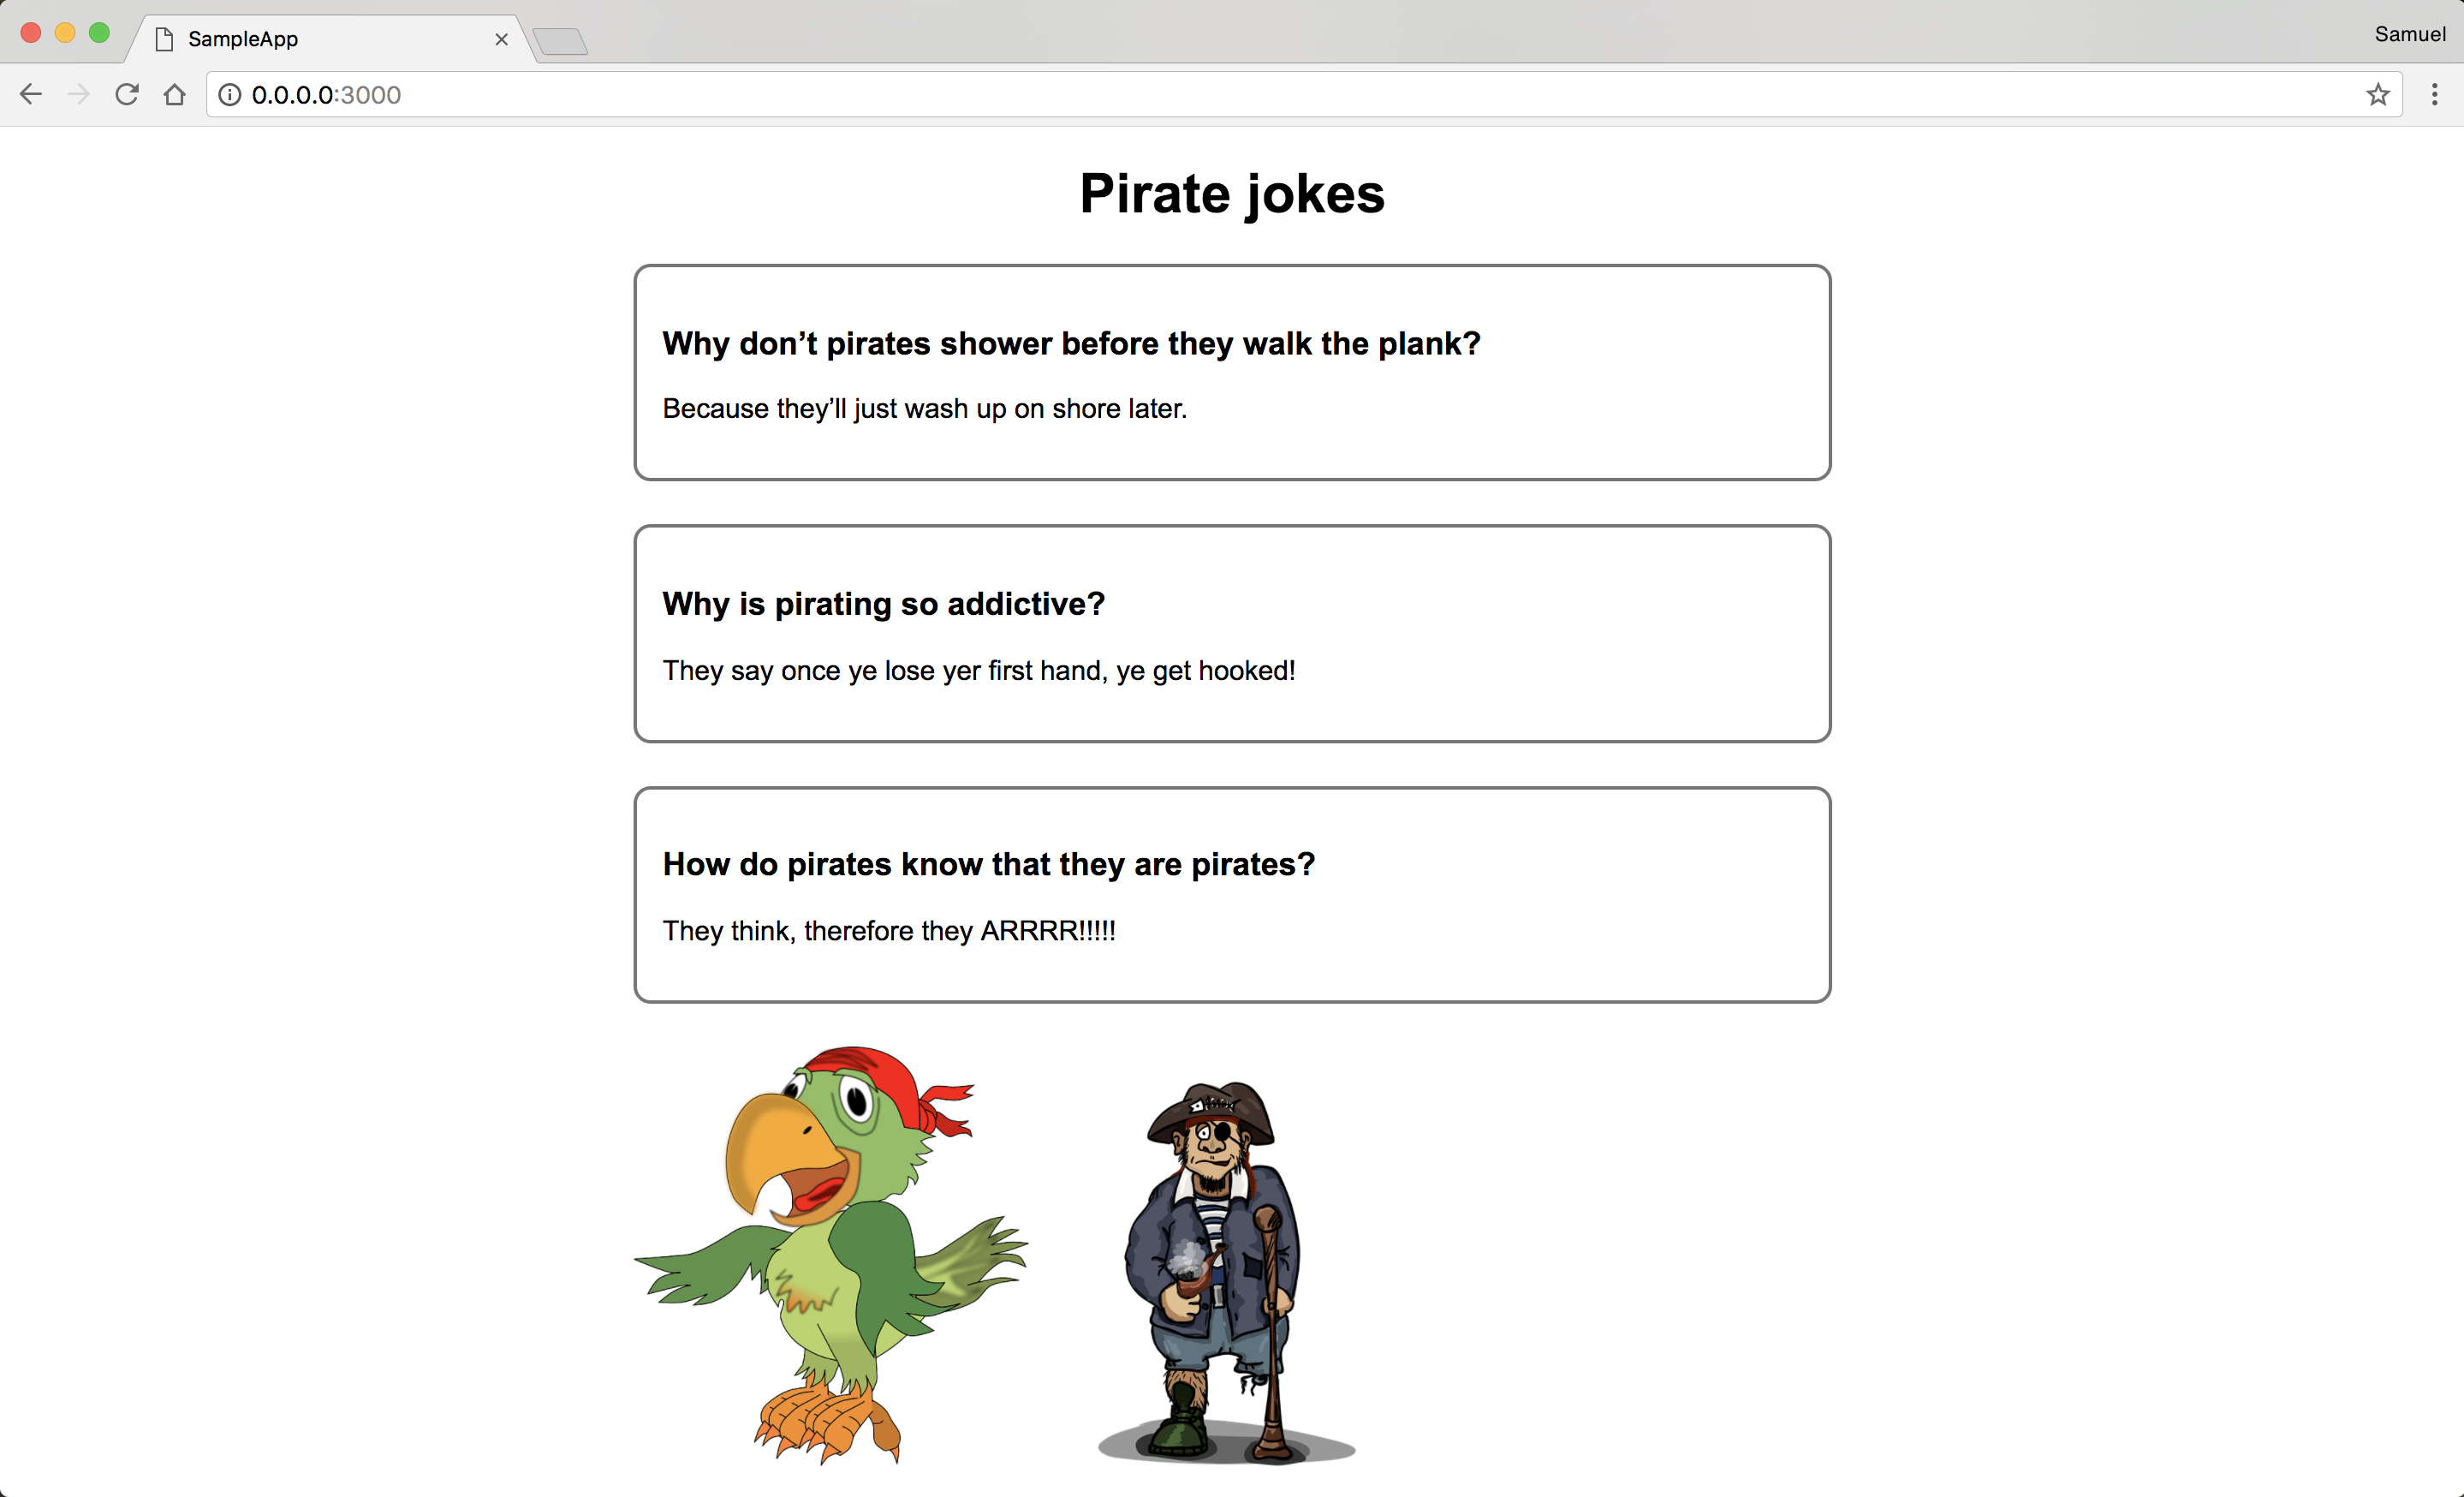 SampleApp
Samuel
0.0.0.0:3000
Pirate jokes
Why don’t pirates shower before they walk the plank?
Because they’ll just wash up on shore later.
Why is pirating so addictive?
They say once ye lose yer first hand, ye get hooked!
How do pirates know that they are pirates?
They think, therefore they ARRRR!!!!!